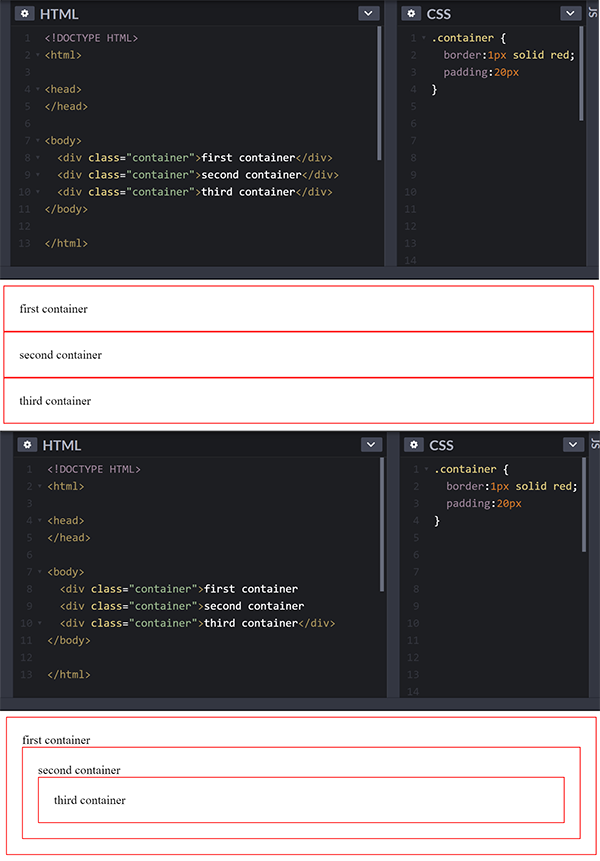 HTML
1 <!DOCTYPE HTML>
2 <html>
3
4 <head>
5 </head>
6
7 <body>
8 <div class="container">first container</div>
9 <div class="container">second container</div>
10 <div class="container">third container</div>
11 </body>
12
13 </html>
CSS
1 .container {
2 border:1px solid red;
3 padding:20px
4 }
5
6
7
8
9
10
11
12
13
14
JS
first container
second container
third container
HTML
1 <!DOCTYPE HTML>
2 <html>
3
4 <head>
5 </head>
6
7 <body>
8 <div class="container">first container
9 <div class="container">second container
10 <div class="container">third container</div>
11 </body>
12
13 </html>
CSS
1 .container {
2 border:1px solid red;
3 padding:20px
4 }
5
6
7
8
9
10
11
12
13
14
JS
first container
second container
third container